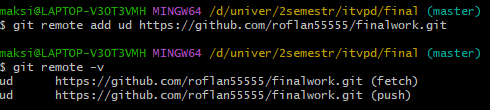 maksi@LAPTOP-V3OT3VMH MINGW64 /d/univer/2semestr/itvpd/final (master)
$ git remote add ud https://github.com/roflan55555/finalwork.git
maksi@LAPTOP-V3OT3VMH MINGW64 /d/univer/2semestr/itvpd/final (master)
$ git remote -v
ud https://github.com/roflan55555/finalwork.git (fetch)
ud https://github.com/roflan55555/finalwork.git (push)